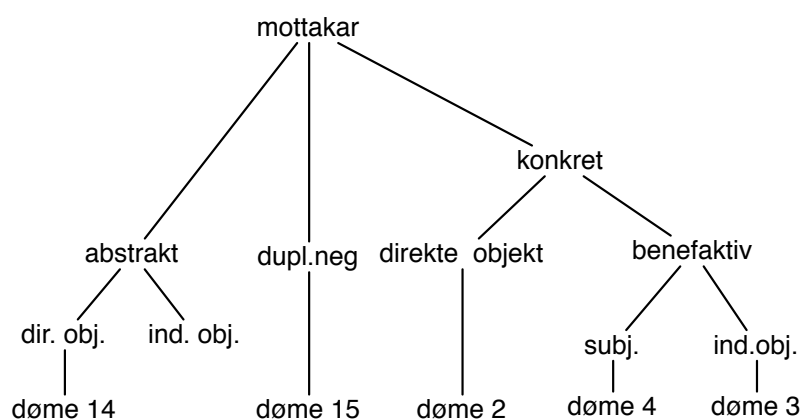 mottakar
konkret
abstrakt dupl.neg direkte objekt benefaktiv
dir. obj. ind. obj. subj. ind.obj.
døme 14 døme 15 døme 2 døme 4 døme 3